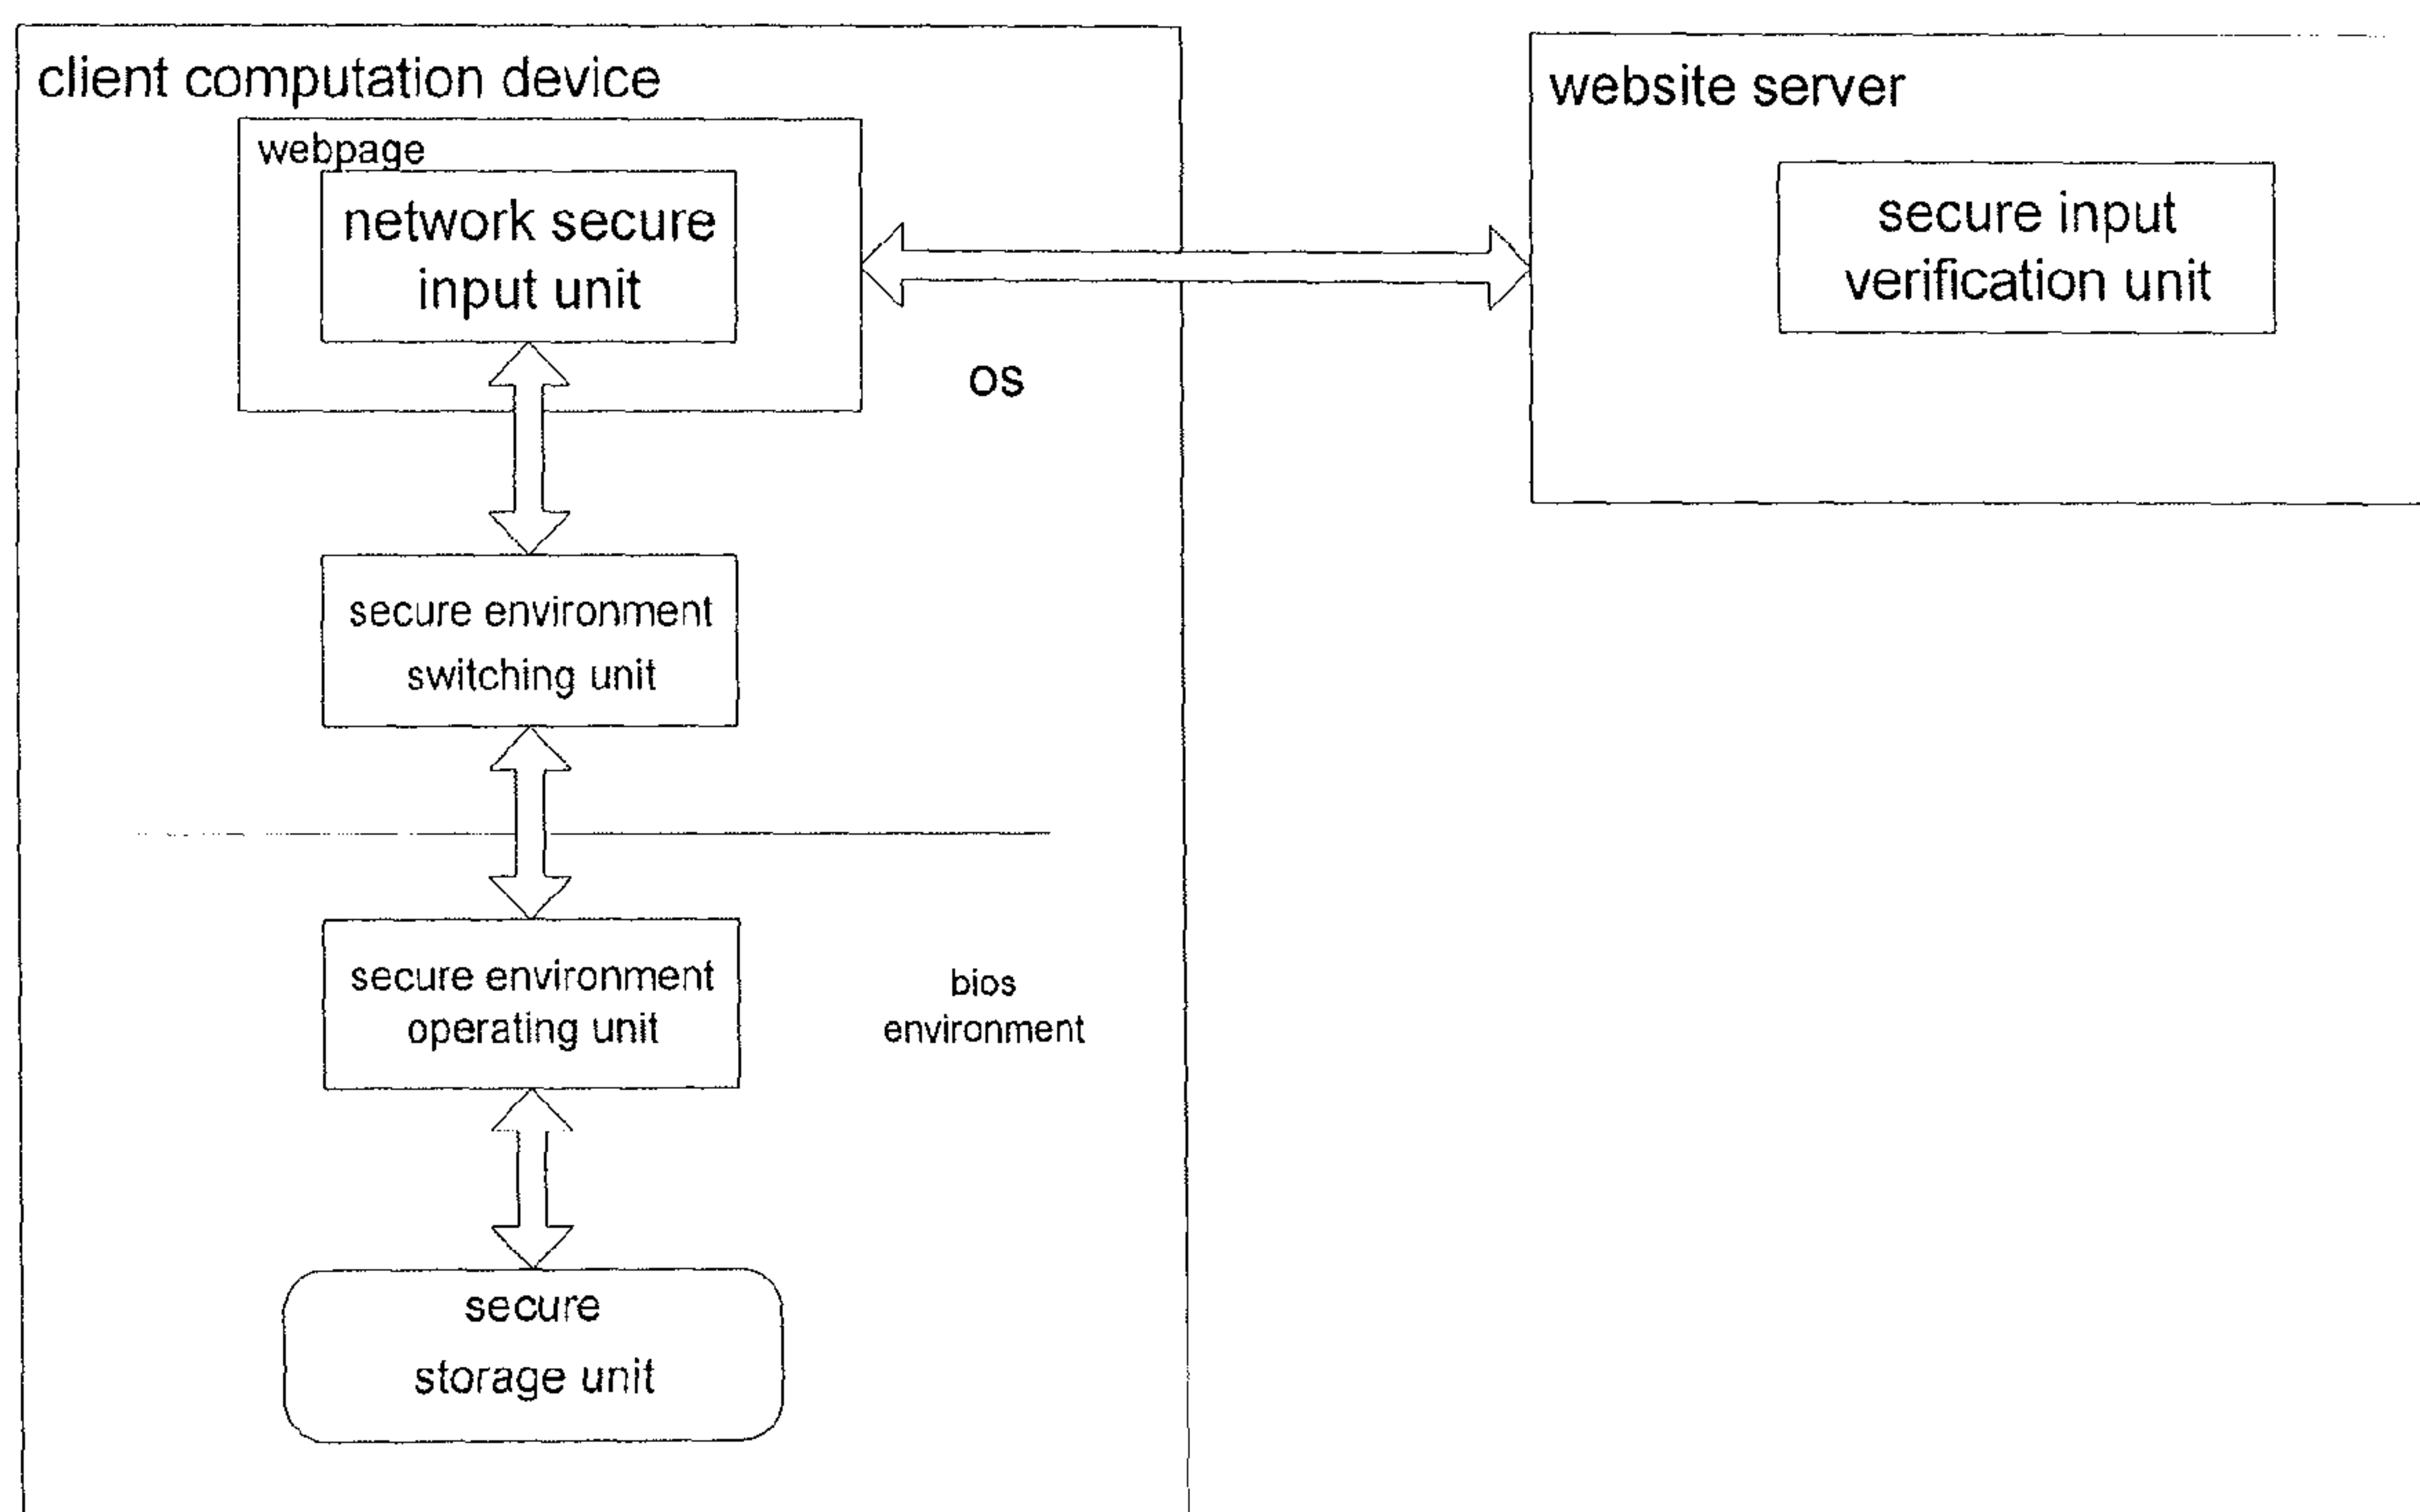 client computation device
webpage
network secure
input unit
os
secure environment
switching unit
secure environment
operating unit
bios
environment
secure
storage unit
website server
secure input
verification unit